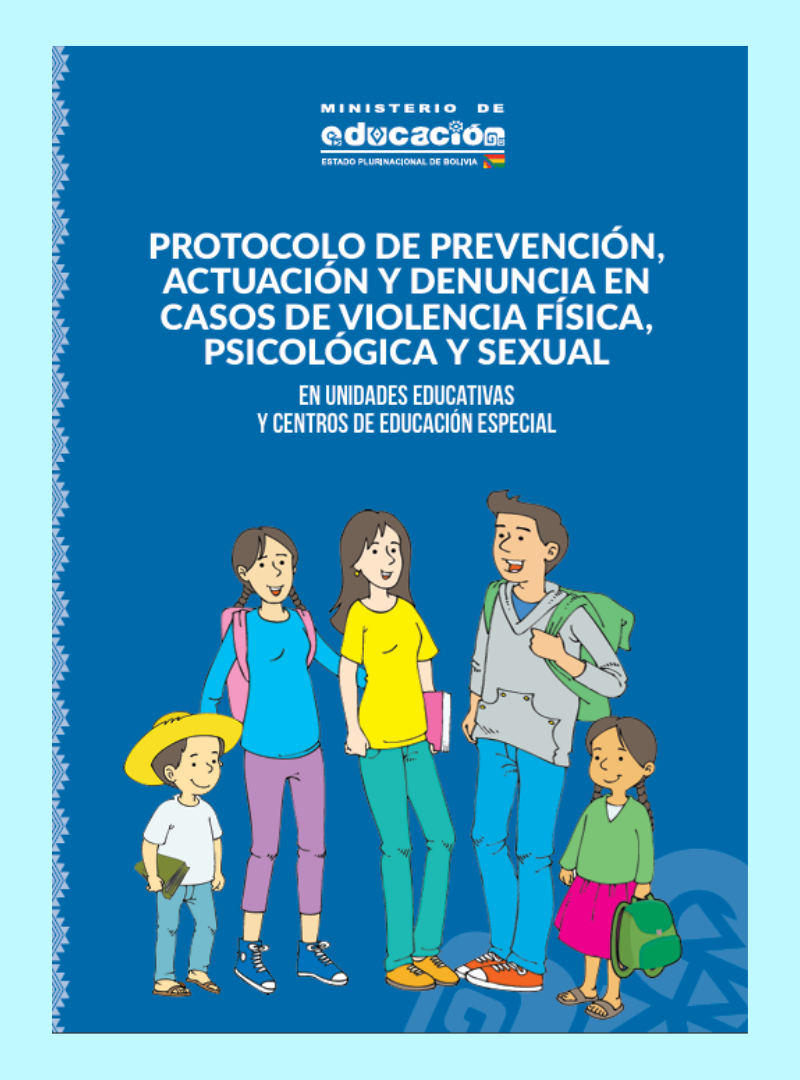 MINISTERIO DE
educación
ESTADO PLURINACIONAL DE BOLIVIA
PROTOCOLO DE PREVENCIÓN,
ACTUACIÓN Y DENUNCIA EN
CASOS DE VIOLENCIA FÍSICA,
PSICOLÓGICA Y SEXUAL
EN UNIDADES EDUCATIVAS
Y CENTROS DE EDUCACIÓN ESPECIAL